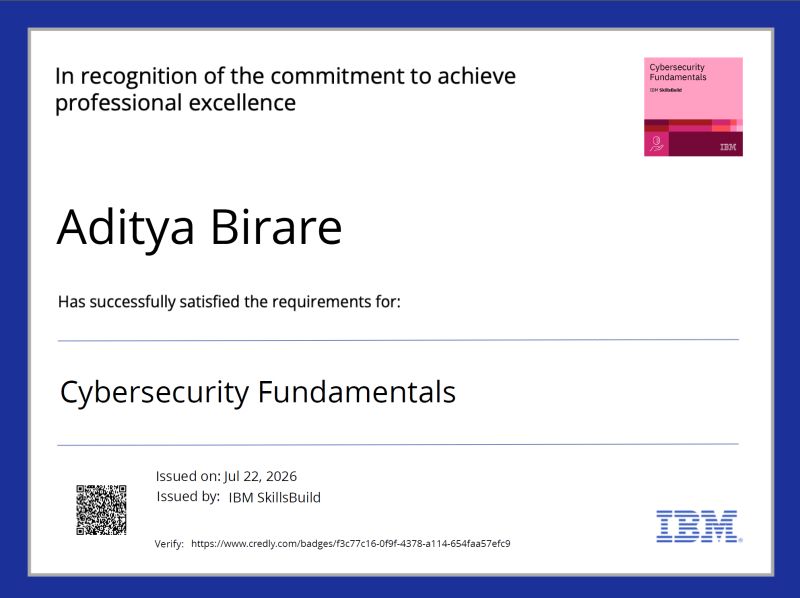 In recognition of the commitment to achieve
professional excellence
Cybersecurity
Fundamentals
IBM SkillsBuild
IBM
Aditya Birare
Has successfully satisfied the requirements for:
Cybersecurity Fundamentals
Issued on: Jul 22, 2026
Issued by: IBM SkillsBuild
Verify: https://www.credly.com/badges/f3c77c16-0f9f-4378-a114-654faa57efc9
IBM®